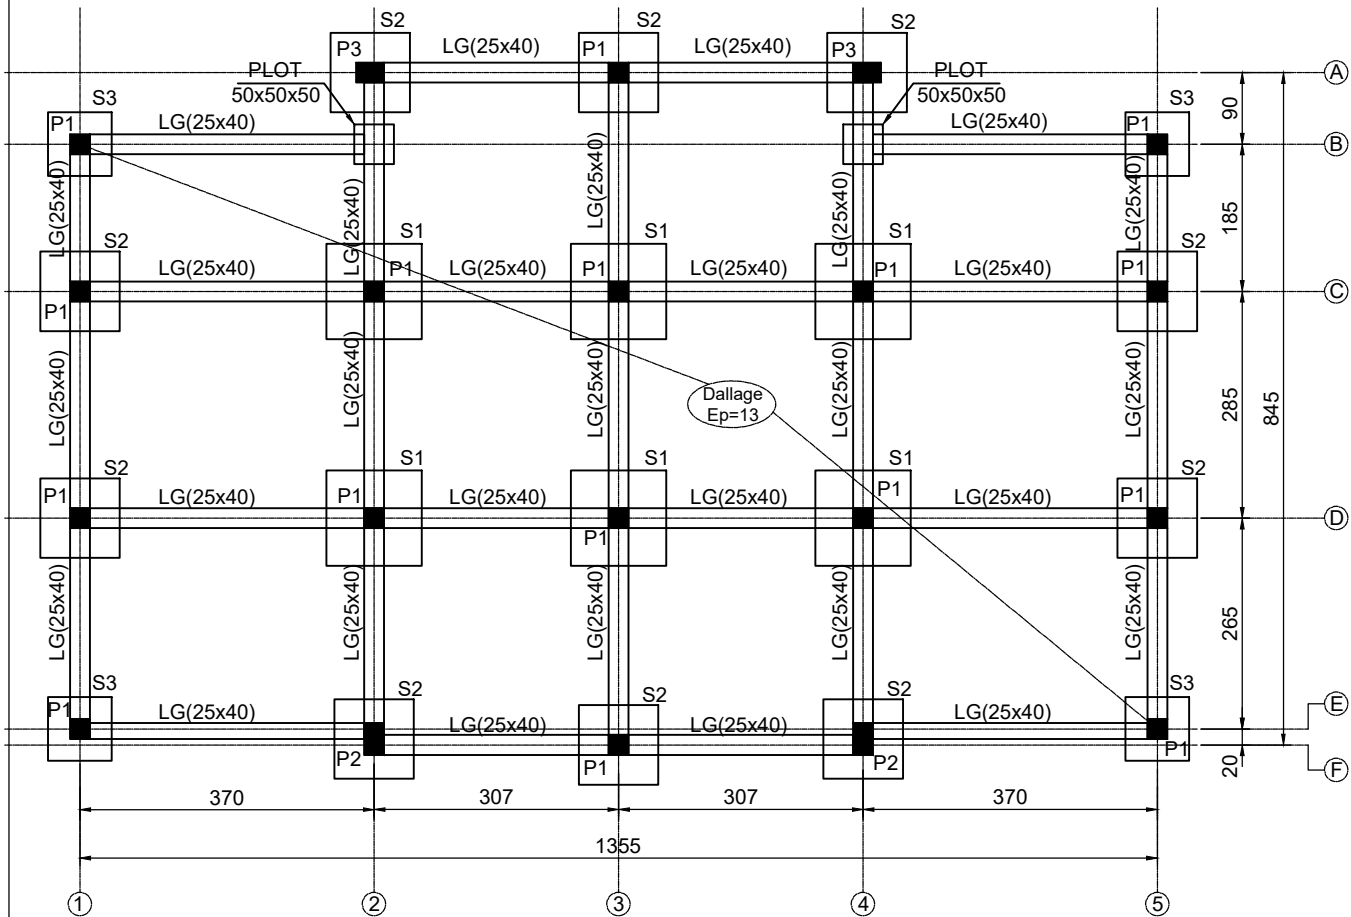 S2
S2
S2
P3
LG(25x40)
P1
LG(25x40)
P3
A
PLOT
50x50x50
PLOT
50x50x50
90
S3
S3
P1
LG(25x40)
LG(25x40)
P1
B
LG(25x40)
LG(25x40)
LG(25x40)
LG(25x40)
LG(25x40)
185
S2
S1
S1
S1
S2
LG(25x40)
P1
LG(25x40)
P1
LG(25x40)
P1
LG(25x40)
P1
P1
C
LG(25x40)
LG(25x40)
LG(25x40)
LG(25x40)
LG(25x40)
Dallage
Ep=13
285
845
S2
S1
S1
S1
S2
P1
LG(25x40)
P1
LG(25x40)
LG(25x40)
P1
LG(25x40)
P1
P1
D
LG(25x40)
LG(25x40)
LG(25x40)
LG(25x40)
LG(25x40)
265
S3
S2
S2
S2
S3
P1
LG(25x40)
LG(25x40)
LG(25x40)
LG(25x40)
E
P2
P1
P2
P1
20
F
370
307
307
370
1355
1
2
3
4
5